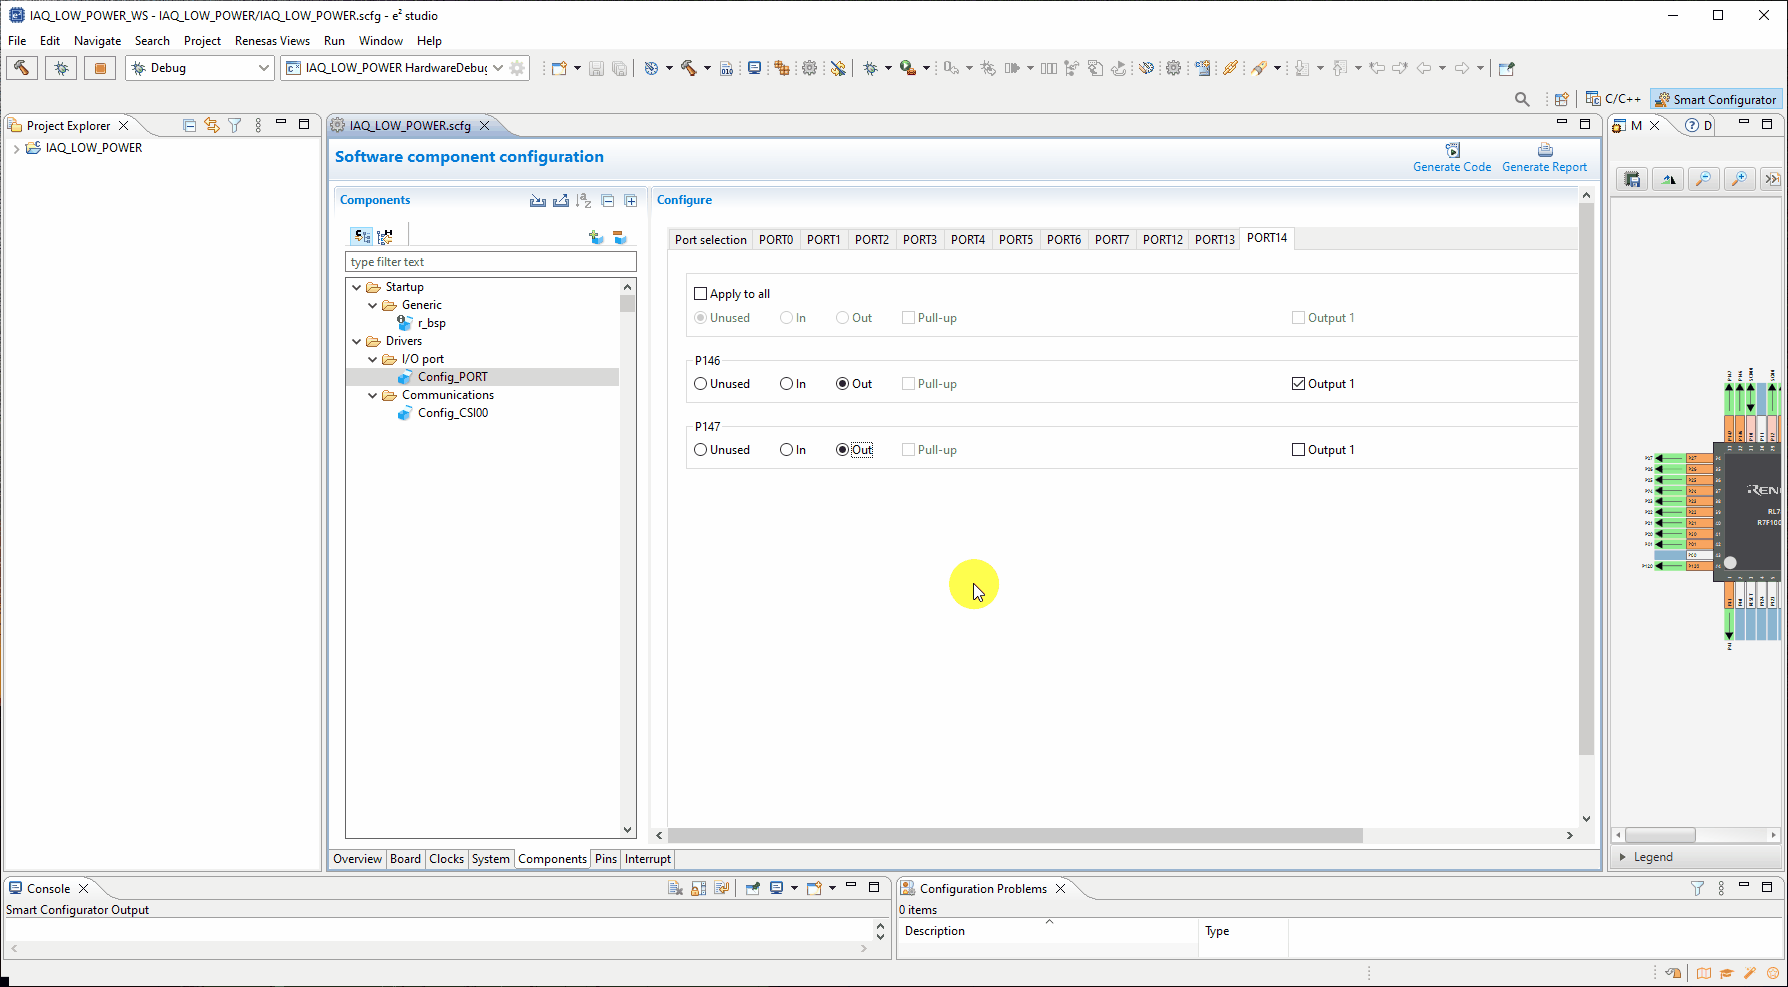 IAQ_LOW_POWER_WS - IAQ_LOW_POWER/IAQ_LOW_POWER.scfg - e² studio
File Edit Navigate Search Project Renesas Views Run Window Help
Debug IAQ_LOW_POWER HardwareDebug
C/C++ Smart Configurator
Project Explorer
IAQ_LOW_POWER
IAQ_LOW_POWER.scfg
Software component configuration
Generate Code Generate Report
Components
type filter text
Startup
Generic
r_bsp
Drivers
I/O port
Config_PORT
Communications
Config_CSI00
Configure
Port selection PORT0 PORT1 PORT2 PORT3 PORT4 PORT5 PORT6 PORT7 PORT12 PORT13 PORT14
Apply to all
Unused In Out Pull-up Output 1
P146
Unused In Out Pull-up Output 1
P147
Unused In Out Pull-up Output 1
Overview Board Clocks System Components Pins Interrupt
M D
Legend
Console
Smart Configurator Output
Configuration Problems
0 items
Description Type